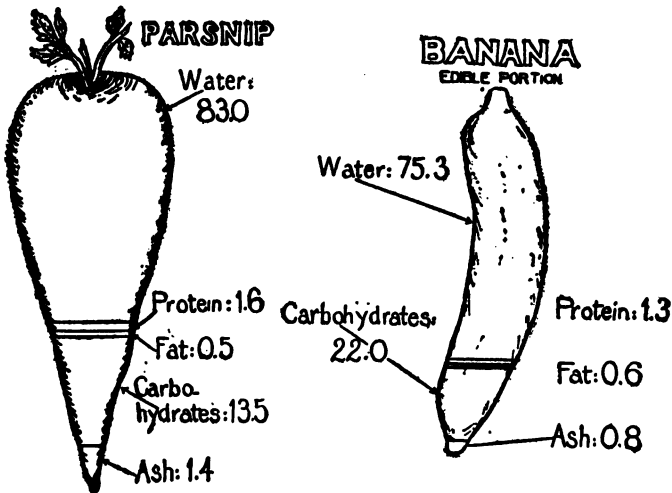 PARSNIP
Water:
83.0
Protein:1.6
Fat:0.5
Carbo-
hydrates:13.5
Ash:1.4
BANANA
EDIBLE PORTION
Water:75.3
Carbohydrates:
22.0
Protein:1.3
Fat:0.6
Ash:0.8